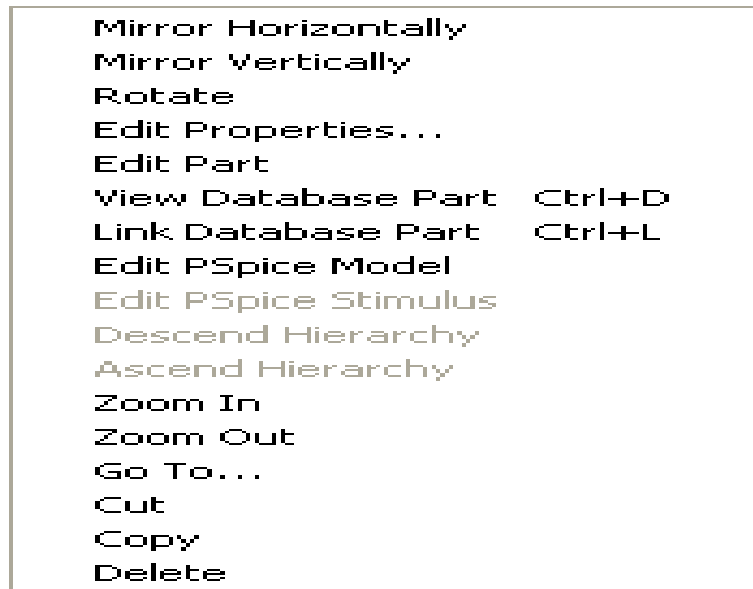 Mirror Horizontally
Mirror Vertically
Rotate
Edit Properties...
Edit Part
View Database Part Ctrl+D
Link Database Part Ctrl+L
Edit PSpice Model
Edit PSpice Stimulus
Descend Hierarchy
Ascend Hierarchy
Zoom In
Zoom Out
Go To...
Cut
Copy
Delete